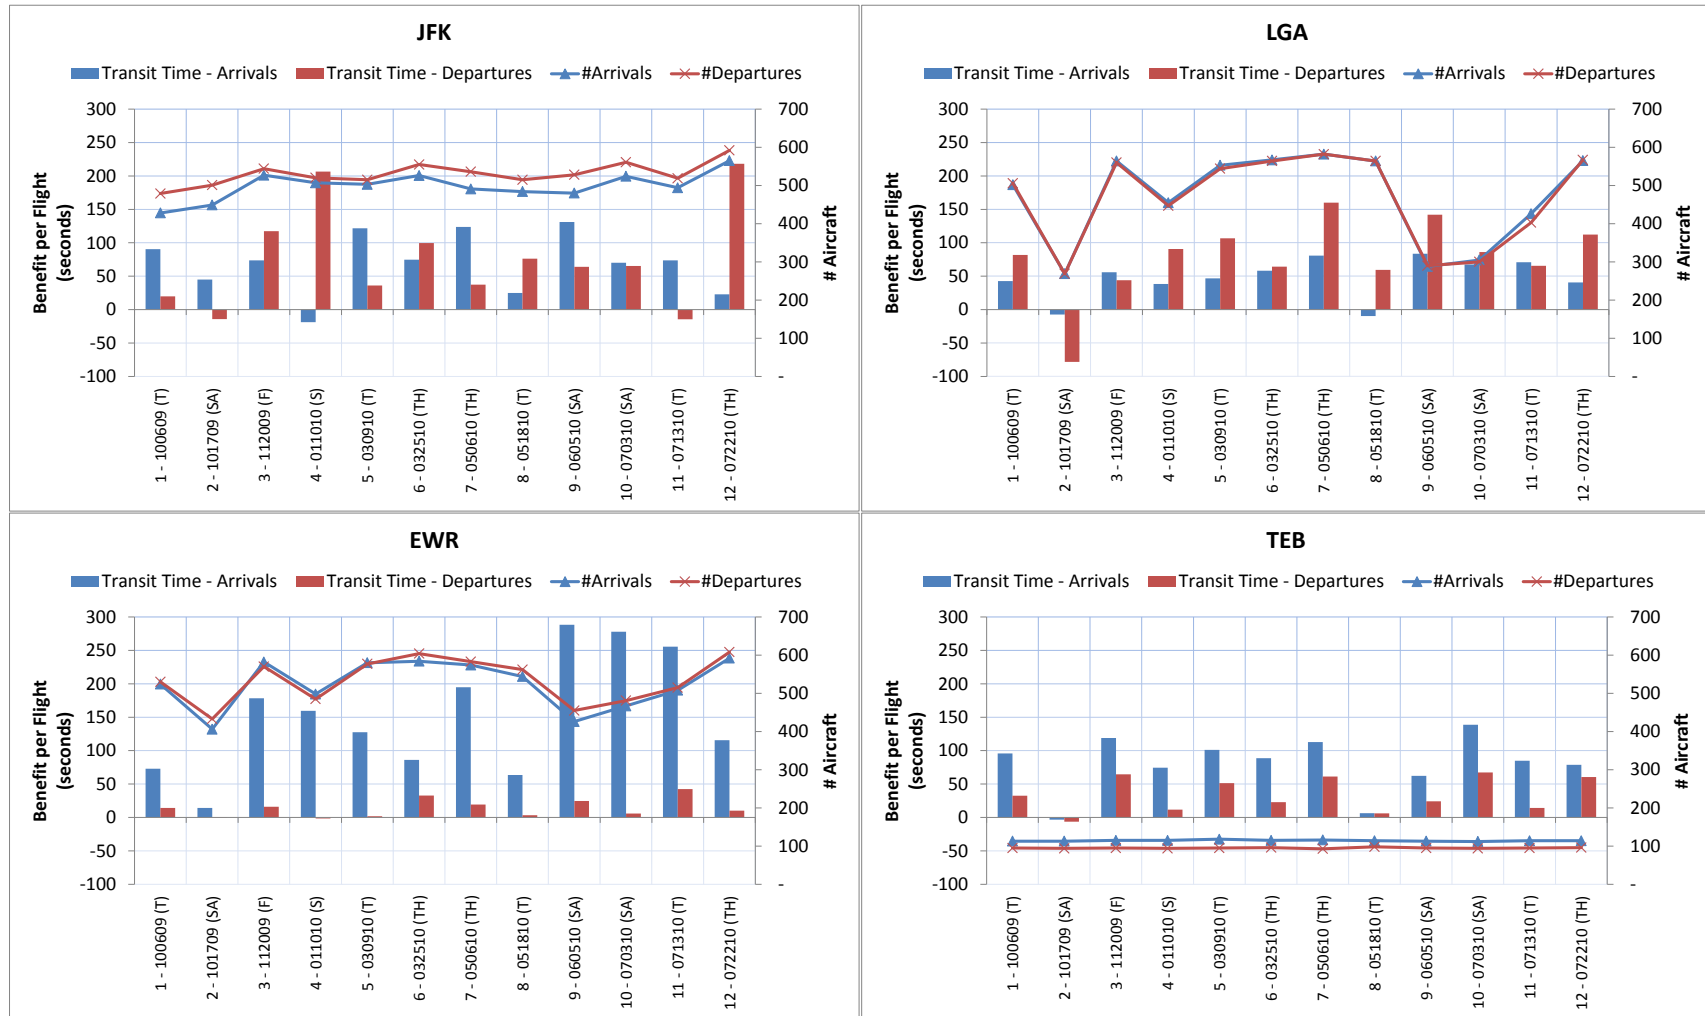 JFK
Transit Time - Arrivals Transit Time - Departures #Arrivals #Departures
300
250
200
150
100
50
0
-50
-100
Benefit per Flight
(seconds)
700
600
500
400
300
200
100
-
# Aircraft
1 - 100609 (T)
2 - 101709 (SA)
3 - 112009 (F)
4 - 011010 (S)
5 - 030910 (T)
6 - 032510 (TH)
7 - 050610 (TH)
8 - 051810 (T)
9 - 060510 (SA)
10 - 070310 (SA)
11 - 071310 (T)
12 - 072210 (TH)
LGA
Transit Time - Arrivals Transit Time - Departures #Arrivals #Departures
300
250
200
150
100
50
0
-50
-100
Benefit per Flight
(seconds)
700
600
500
400
300
200
100
-
# Aircraft
1 - 100609 (T)
2 - 101709 (SA)
3 - 112009 (F)
4 - 011010 (S)
5 - 030910 (T)
6 - 032510 (TH)
7 - 050610 (TH)
8 - 051810 (T)
9 - 060510 (SA)
10 - 070310 (SA)
11 - 071310 (T)
12 - 072210 (TH)
EWR
Transit Time - Arrivals Transit Time - Departures #Arrivals #Departures
300
250
200
150
100
50
0
-50
-100
Benefit per Flight
(seconds)
700
600
500
400
300
200
100
-
# Aircraft
1 - 100609 (T)
2 - 101709 (SA)
3 - 112009 (F)
4 - 011010 (S)
5 - 030910 (T)
6 - 032510 (TH)
7 - 050610 (TH)
8 - 051810 (T)
9 - 060510 (SA)
10 - 070310 (SA)
11 - 071310 (T)
12 - 072210 (TH)
TEB
Transit Time - Arrivals Transit Time - Departures #Arrivals #Departures
300
250
200
150
100
50
0
-50
-100
Benefit per Flight
(seconds)
700
600
500
400
300
200
100
-
# Aircraft
1 - 100609 (T)
2 - 101709 (SA)
3 - 112009 (F)
4 - 011010 (S)
5 - 030910 (T)
6 - 032510 (TH)
7 - 050610 (TH)
8 - 051810 (T)
9 - 060510 (SA)
10 - 070310 (SA)
11 - 071310 (T)
12 - 072210 (TH)